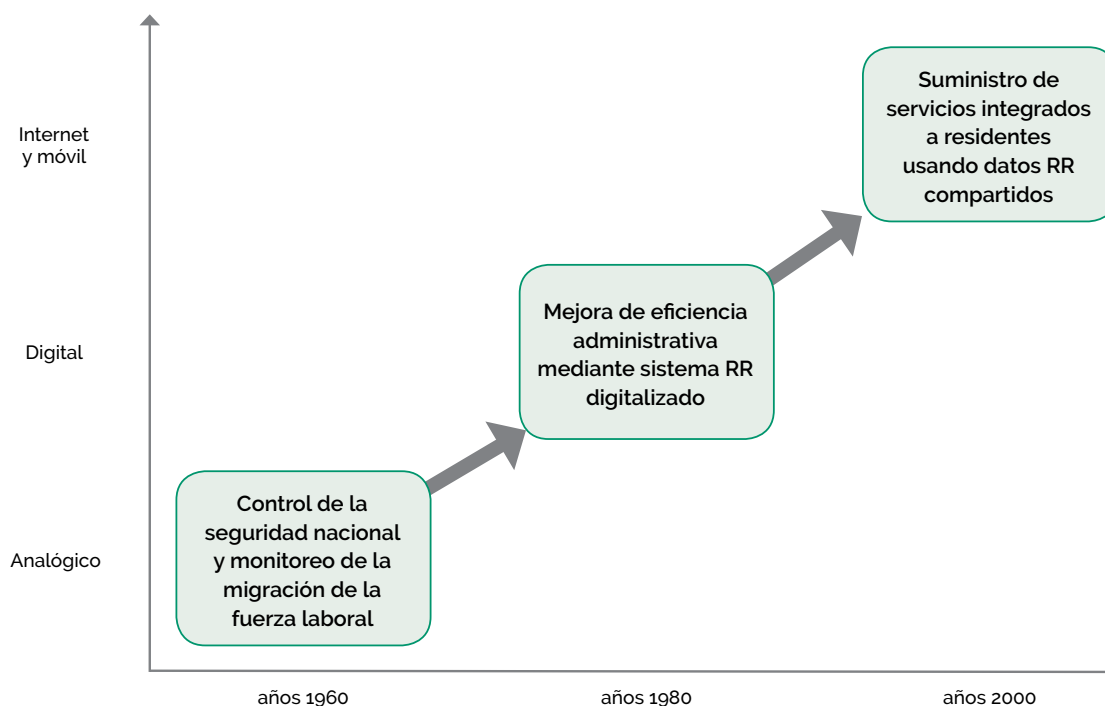 Internet
y móvil
Suministro de
servicios integrados
a residentes
usando datos RR
compartidos
Digital
Mejora de eficiencia
administrativa
mediante sistema RR
digitalizado
Analógico
Control de la
seguridad nacional
y monitoreo de la
migración de la
fuerza laboral
años 1960
años 1980
años 2000